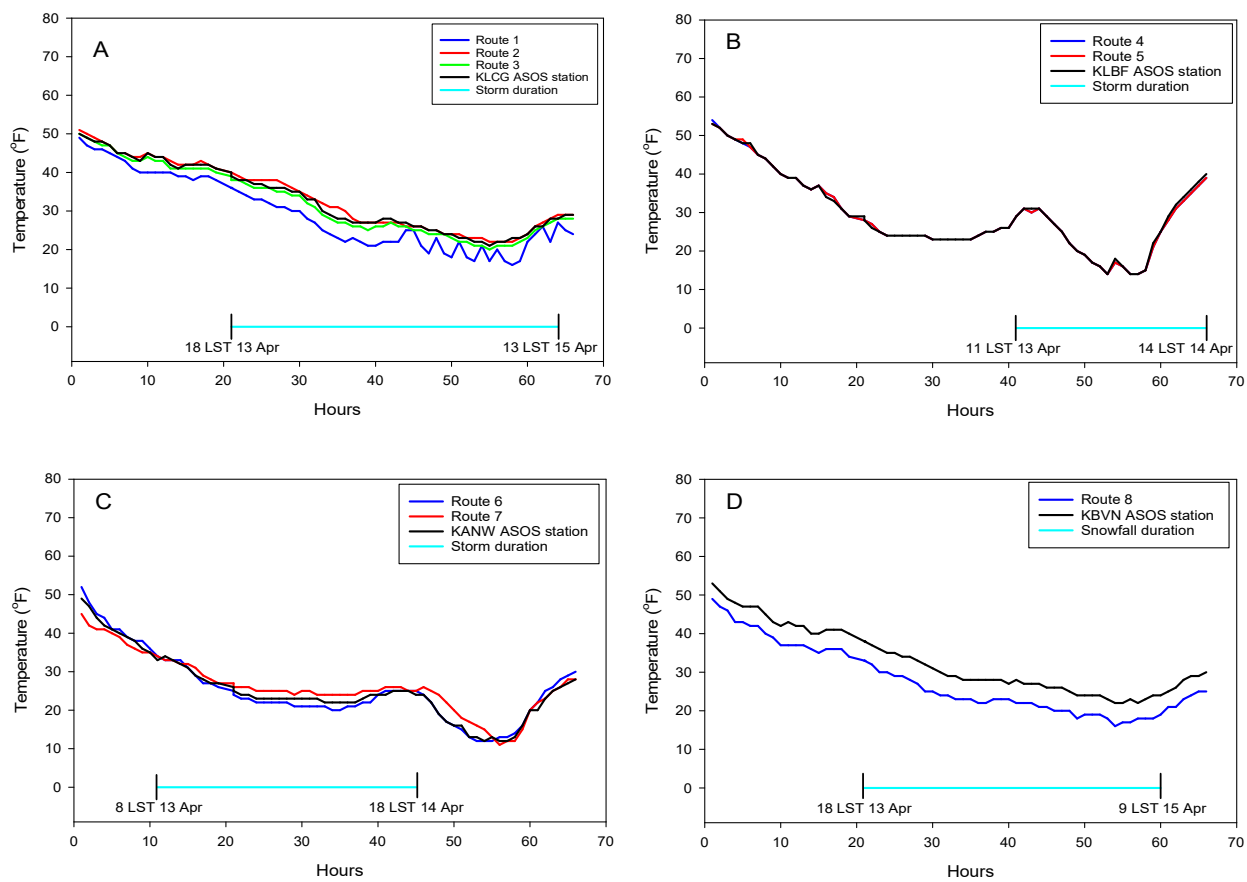 A
Route 1
Route 2
Route 3
KLCG ASOS station
Storm duration
80
70
60
50
40
30
20
10
0
Temperature (°F)
18 LST 13 Apr
13 LST 15 Apr
0 10 20 30 40 50 60 70
Hours
B
Route 4
Route 5
KLBF ASOS station
Storm duration
80
70
60
50
40
30
20
10
0
Temperature (°F)
11 LST 13 Apr
14 LST 14 Apr
0 10 20 30 40 50 60 70
Hours
C
Route 6
Route 7
KANW ASOS station
Storm duration
80
70
60
50
40
30
20
10
0
Temperature (°F)
8 LST 13 Apr
18 LST 14 Apr
0 10 20 30 40 50 60 70
Hours
D
Route 8
KBVN ASOS station
Snowfall duration
80
70
60
50
40
30
20
10
0
Temperature (°F)
18 LST 13 Apr
9 LST 15 Apr
0 10 20 30 40 50 60 70
Hours